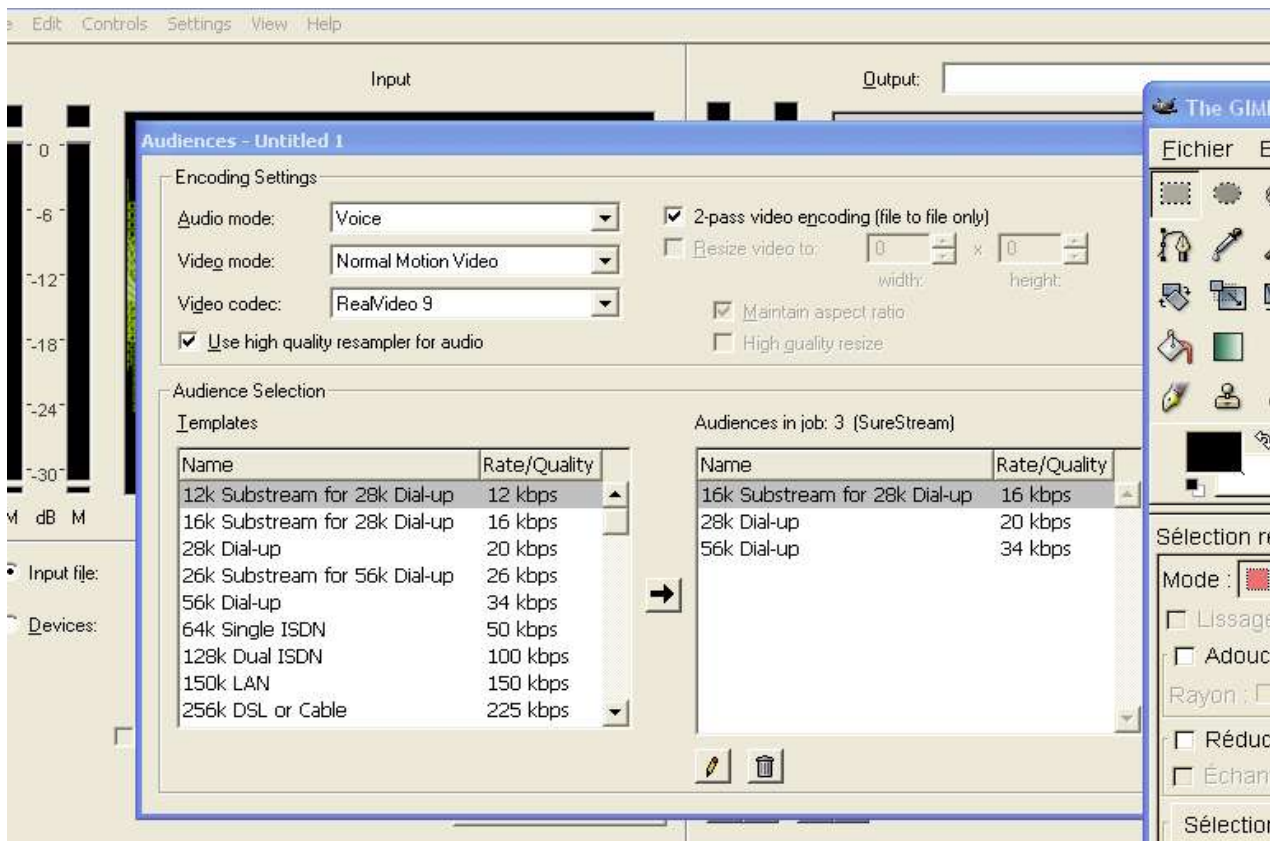 Edit Controls Settings View Help
Input
Output:
The GIM
Fichier E
Audiences - Untitled 1
Encoding Settings
Audio mode: Voice
Video mode: Normal Motion Video
Video codec: RealVideo 9
Use high quality resampler for audio
2-pass video encoding (file to file only)
Resize video to: 0 x 0
width: height:
Maintain aspect ratio
High quality resize
0
-6
-12
-18
-24
-30
M dB M
Input file:
Devices:
Audience Selection
Templates
Name Rate/Quality
12k Substream for 28k Dial-up 12 kbps
16k Substream for 28k Dial-up 16 kbps
28k Dial-up 20 kbps
26k Substream for 56k Dial-up 26 kbps
56k Dial-up 34 kbps
64k Single ISDN 50 kbps
128k Dual ISDN 100 kbps
150k LAN 150 kbps
256k DSL or Cable 225 kbps
Audiences in job: 3 (SureStream)
Name Rate/Quality
16k Substream for 28k Dial-up 16 kbps
28k Dial-up 20 kbps
56k Dial-up 34 kbps
Sélection re
Mode :
Lissage
Adouc
Rayon :
Réduc
Échan
Sélection